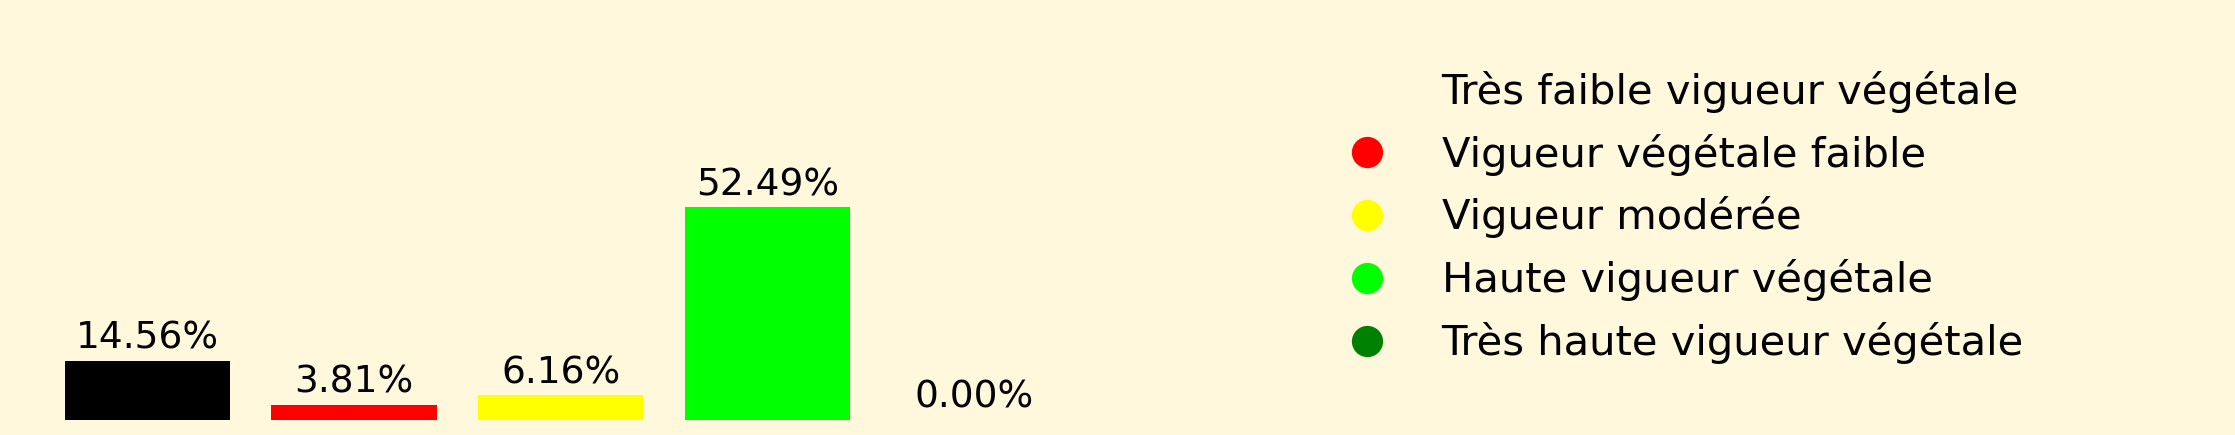 14.56%
3.81%
6.16%
52.49%
0.00%
Très faible vigueur végétale
Vigueur végétale faible
Vigueur modérée
Haute vigueur végétale
Très haute vigueur végétale